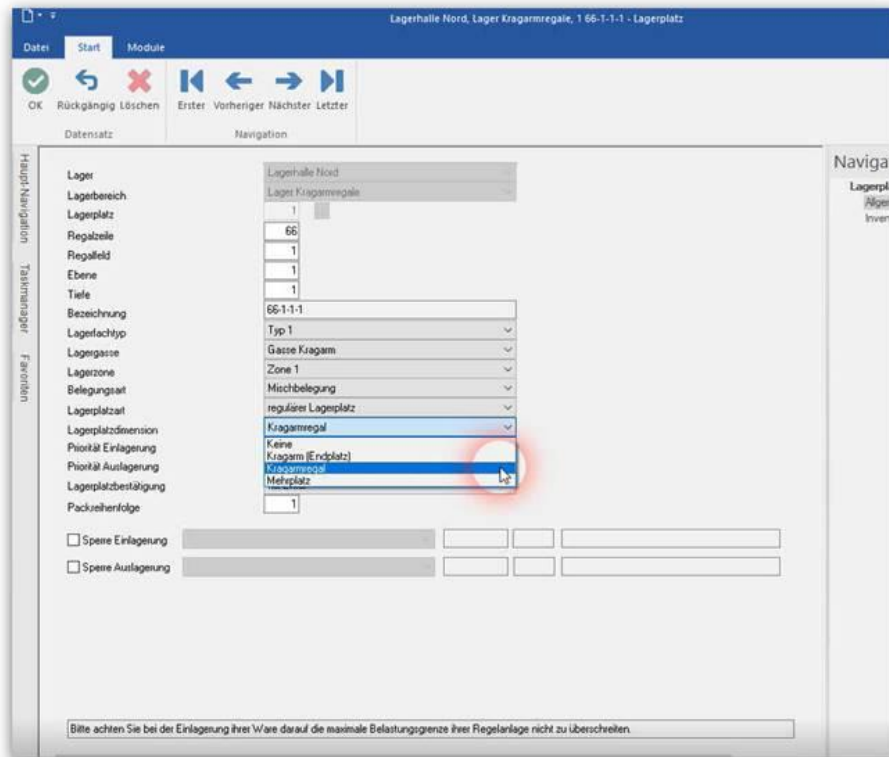 Lagerhalle Nord, Lager Kragarmregale, 1 66-1-1-1 - Lagerplatz
Datei Start Module
OK Rückgängig Löschen Erster Vorheriger Nächster Letzter
Datensatz Navigation
Haupt-Navigation
Taskmanager
Favoriten
Lager Lagerhalle Nord
Lagerbereich Lager Kragarmregale
Lagerplatz 1
Regalzeile 66
Regalfeld 1
Ebene 1
Tiefe 1
Bezeichnung 66-1-1-1
Lagerfachtyp Typ 1
Lagergasse Gasse Kragarm
Lagerzone Zone 1
Belegungsart Mischbelegung
Lagerplatzart regulärer Lagerplatz
Lagerplatzdimension Kragarmregal
Priorität Einlagerung Keine
Kragarm (Endplatz)
Priorität Auslagerung Kragarmregal
Lagerplatzbestätigung Mehrplatz
Packreihenfolge 1
Sperre Einlagerung
Sperre Auslagerung
Bitte achten Sie bei der Einlagerung ihrer Ware darauf die maximale Belastungsgrenze ihrer Regelanlage nicht zu überschreiten.
Naviga
Lagerpl
Allger
Inven